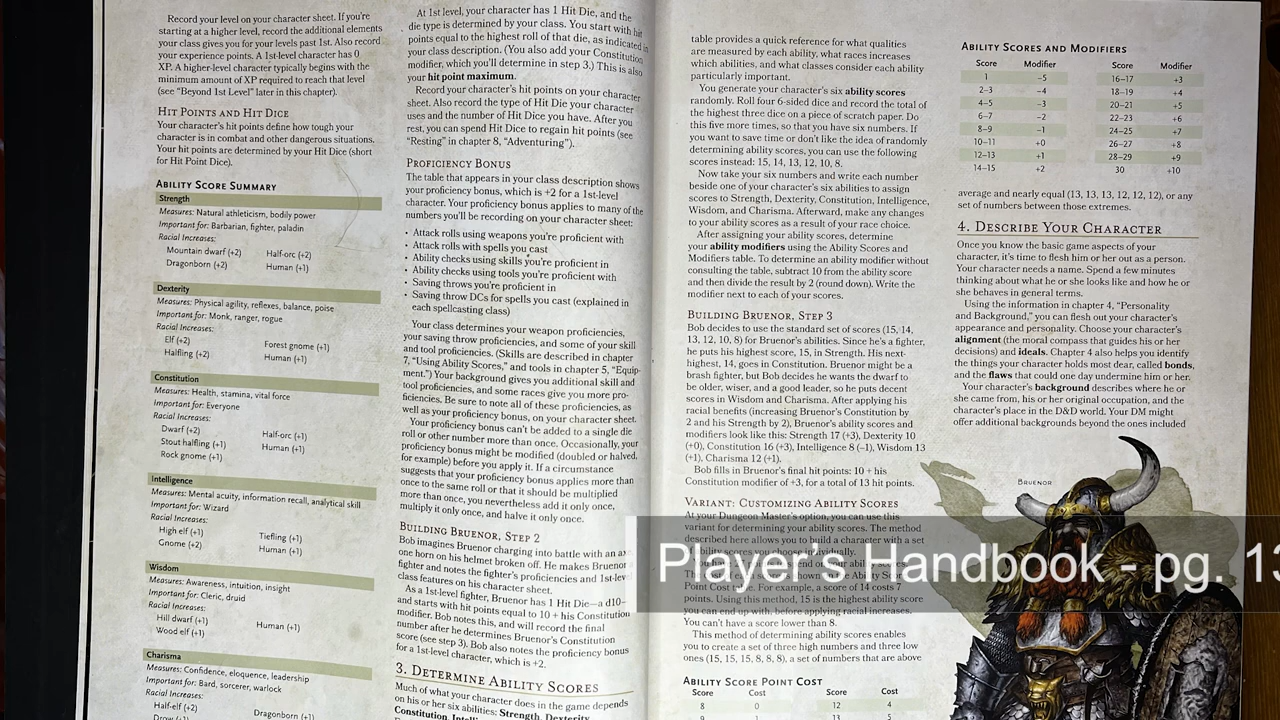 Record your level on your character sheet. If you're
starting at a higher level, record the additional elements
your class gives you for your levels past 1st. Also record
your experience points. A 1st-level character has 0
XP. A higher-level character typically begins with the
minimum amount of XP required to reach that level
(see "Beyond 1st Level" later in this chapter).
Hit Points and Hit Dice
Your character's hit points define how tough your
character is in combat and other dangerous situations.
Your hit points are determined by your Hit Dice (short
for Hit Point Dice).
Ability Score Summary
Strength
Measures: Natural athleticism, bodily power
Important for: Barbarian, fighter, paladin
Racial Increases:
Mountain dwarf (+2) Half-orc (+2)
Dragonborn (+2) Human (+1)
Dexterity
Measures: Physical agility, reflexes, balance, poise
Important for: Monk, ranger, rogue
Racial Increases:
Elf (+2) Forest gnome (+1)
Halfling (+2) Human (+1)
Constitution
Measures: Health, stamina, vital force
Important for: Everyone
Racial Increases:
Dwarf (+2) Half-orc (+1)
Stout halfling (+1) Human (+1)
Rock gnome (+1)
Intelligence
Measures: Mental acuity, information recall, analytical skill
Important for: Wizard
Racial Increases:
High elf (+1) Tiefling (+1)
Gnome (+2) Human (+1)
Wisdom
Measures: Awareness, intuition, insight
Important for: Cleric, druid
Racial Increases:
Hill dwarf (+1) Human (+1)
Wood elf (+1)
Charisma
Measures: Confidence, eloquence, leadership
Important for: Bard, sorcerer, warlock
Racial Increases:
Half-elf (+2) Dragonborn (+1)
At 1st level, your character has 1 Hit Die, and the
die type is determined by your class. You start with hit
points equal to the highest roll of that die, as indicated in
your class description. (You also add your Constitution
modifier, which you'll determine in step 3.) This is also
your hit point maximum.
Record your character's hit points on your character
sheet. Also record the type of Hit Die your character
uses and the number of Hit Dice you have. After you
rest, you can spend Hit Dice to regain hit points (see
"Resting" in chapter 8, "Adventuring").
Proficiency Bonus
The table that appears in your class description shows
your proficiency bonus, which is +2 for a 1st-level
character. Your proficiency bonus applies to many of the
numbers you'll be recording on your character sheet:
• Attack rolls using weapons you're proficient with
• Attack rolls with spells you cast
• Ability checks using skills you're proficient in
• Ability checks using tools you're proficient with
• Saving throws you're proficient in
• Saving throw DCs for spells you cast (explained in
each spellcasting class)
Your class determines your weapon proficiencies,
your saving throw proficiencies, and some of your skill
and tool proficiencies. (Skills are described in chapter
7, "Using Ability Scores," and tools in chapter 5, "Equip-
ment.") Your background gives you additional skill and
tool proficiencies, and some races give you more pro-
ficiencies. Be sure to note all of these proficiencies, as
well as your proficiency bonus, on your character sheet.
Your proficiency bonus can't be added to a single die
roll or other number more than once. Occasionally, your
proficiency bonus might be modified (doubled or halved,
for example) before you apply it. If a circumstance
suggests that your proficiency bonus applies more than
once to the same roll or that it should be multiplied
more than once, you nevertheless add it only once,
multiply it only once, and halve it only once.
Building Bruenor, Step 2
Bob imagines Bruenor charging into battle with an axe,
one horn on his helmet broken off. He makes Bruenor
fighter and notes the fighter's proficiencies and 1st-leve
class features on his character sheet.
As a 1st-level fighter, Bruenor has 1 Hit Die—a d10—
and starts with hit points equal to 10 + his Constitution
modifier. Bob notes this, and will record the final
number after he determines Bruenor's Constitution
score (see step 3). Bob also notes the proficiency bonus
for a 1st-level character, which is +2.
3. Determine Ability Scores
Much of what your character does in the game depends
on his or her six abilities: Strength, Dexterity,
table provides a quick reference for what qualities
are measured by each ability, what races increases
which abilities, and what classes consider each ability
particularly important.
You generate your character's six ability scores
randomly. Roll four 6-sided dice and record the total of
the highest three dice on a piece of scratch paper. Do
this five more times, so that you have six numbers. If
you want to save time or don't like the idea of randomly
determining ability scores, you can use the following
scores instead: 15, 14, 13, 12, 10, 8.
Now take your six numbers and write each number
beside one of your character's six abilities to assign
scores to Strength, Dexterity, Constitution, Intelligence,
Wisdom, and Charisma. Afterward, make any changes
to your ability scores as a result of your race choice.
After assigning your ability scores, determine
your ability modifiers using the Ability Scores and
Modifiers table. To determine an ability modifier without
consulting the table, subtract 10 from the ability score
and then divide the result by 2 (round down). Write the
modifier next to each of your scores.
Building Bruenor, Step 3
Bob decides to use the standard set of scores (15, 14,
13, 12, 10, 8) for Bruenor's abilities. Since he's a fighter,
he puts his highest score, 15, in Strength. His next-
highest, 14, goes in Constitution. Bruenor might be a
brash fighter, but Bob decides he wants the dwarf to
be older, wiser, and a good leader, so he puts decent
scores in Wisdom and Charisma. After applying his
racial benefits (increasing Bruenor's Constitution by
2 and his Strength by 2), Bruenor's ability scores and
modifiers look like this: Strength 17 (+3), Dexterity 10
(+0), Constitution 16 (+3), Intelligence 8 (–1), Wisdom 13
(+1), Charisma 12 (+1).
Bob fills in Bruenor's final hit points: 10 + his
Constitution modifier of +3, for a total of 13 hit points.
Variant: Customizing Ability Scores
At your Dungeon Master's option, you can use this
variant for determining your ability scores. The method
described here allows you to build a character with a set
of ability scores you choose individually.
Point Cost table. For example, a score of 14 costs 7
points. Using this method, 15 is the highest ability score
you can end up with, before applying racial increases.
You can't have a score lower than 8.
This method of determining ability scores enables
you to create a set of three high numbers and three low
ones (15, 15, 15, 8, 8, 8), a set of numbers that are above
Ability Score Point Cost
Score Cost Score Cost
8 0 12 4
9 1 13 5
Ability Scores and Modifiers
Score Modifier Score Modifier
1 –5 16–17 +3
2–3 –4 18–19 +4
4–5 –3 20–21 +5
6–7 –2 22–23 +6
8–9 –1 24–25 +7
10–11 +0 26–27 +8
12–13 +1 28–29 +9
14–15 +2 30 +10
average and nearly equal (13, 13, 13, 12, 12, 12), or any
set of numbers between those extremes.
4. Describe Your Character
Once you know the basic game aspects of your
character, it's time to flesh him or her out as a person.
Your character needs a name. Spend a few minutes
thinking about what he or she looks like and how he or
she behaves in general terms.
Using the information in chapter 4, "Personality
and Background," you can flesh out your character's
appearance and personality. Choose your character's
alignment (the moral compass that guides his or her
decisions) and ideals. Chapter 4 also helps you identify
the things your character holds most dear, called bonds,
and the flaws that could one day undermine him or her.
Your character's background describes where he or
she came from, his or her original occupation, and the
character's place in the D&D world. Your DM might
offer additional backgrounds beyond the ones included
Bruenor
Player's Handbook - pg. 13